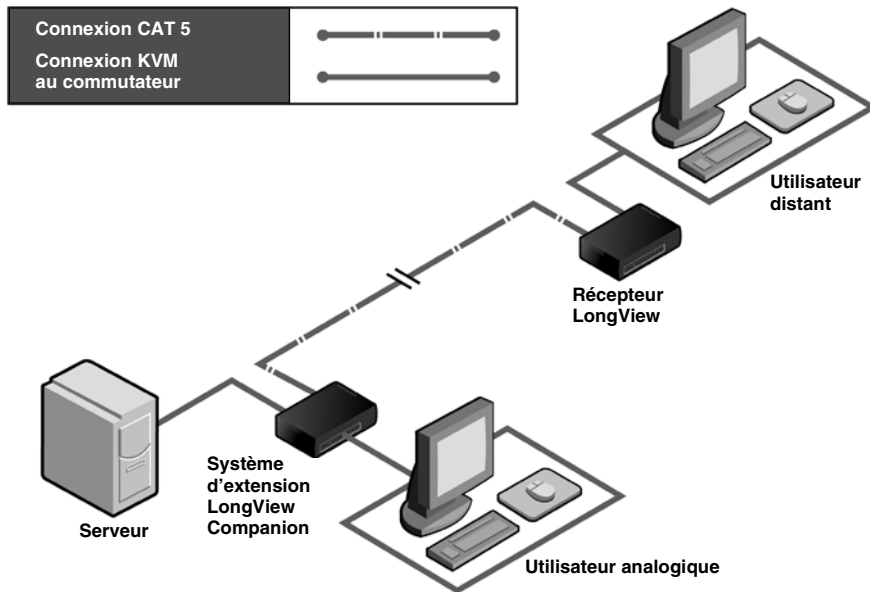 Connexion CAT 5
Connexion KVM
au commutateur
Utilisateur
distant
Récepteur
LongView
Système
d'extension
LongView
Companion
Serveur
Utilisateur analogique